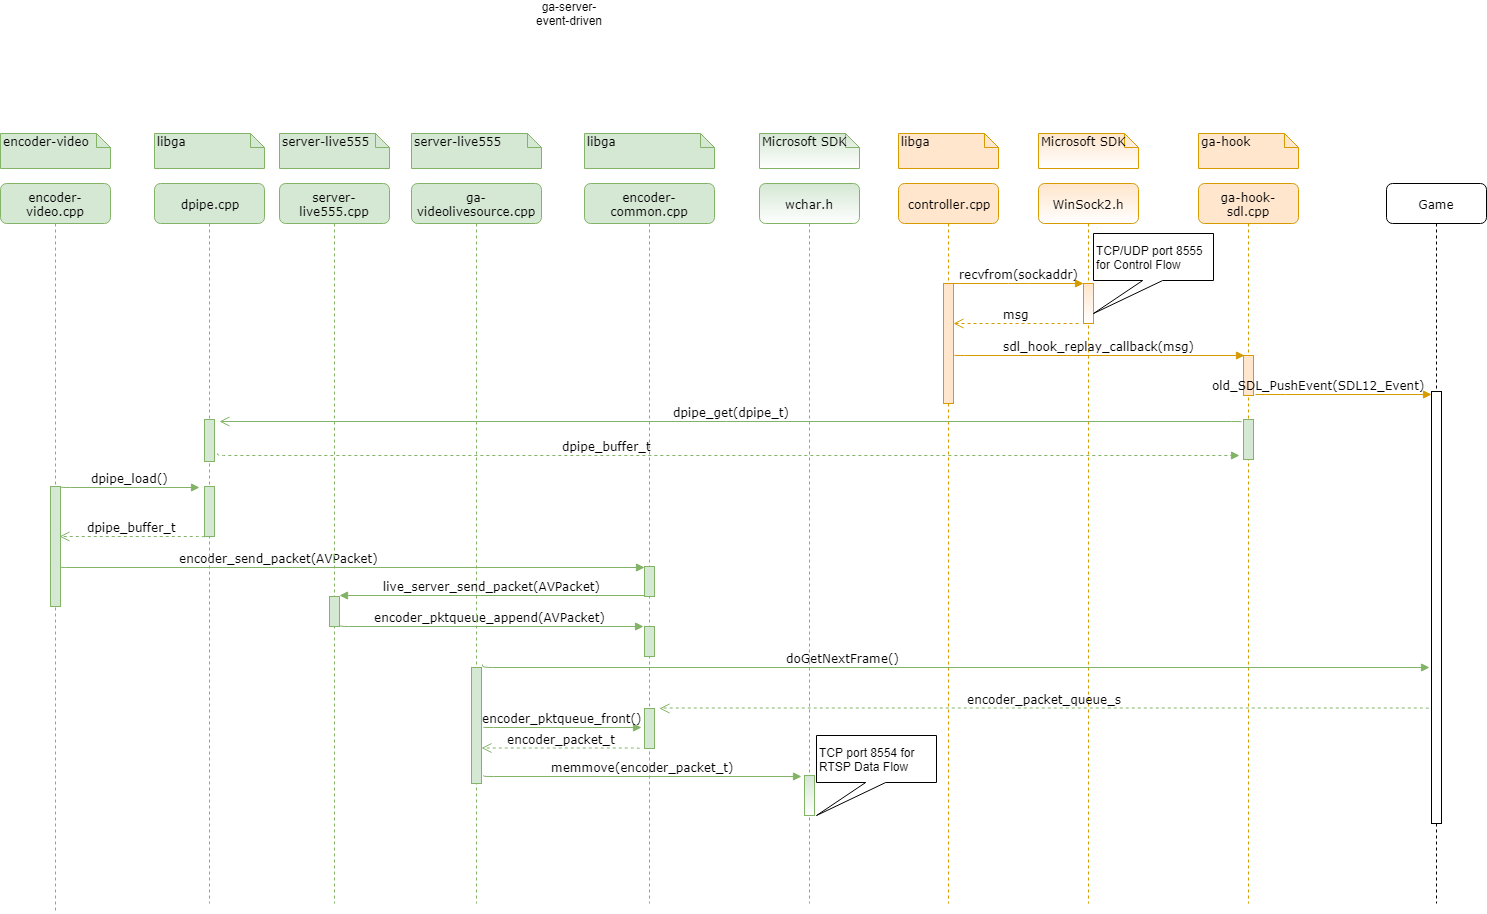 ga-server-
event-driven
encoder-video
libga
server-live555
server-live555
libga
Microsoft SDK
libga
Microsoft SDK
ga-hook
encoder-
video.cpp
dpipe.cpp
server-
live555.cpp
ga-
videolivesource.cpp
encoder-
common.cpp
wchar.h
controller.cpp
WinSock2.h
ga-hook-
sdl.cpp
Game
TCP/UDP port 8555
for Control Flow
recvfrom(sockaddr)
msg
sdl_hook_replay_callback(msg)
old_SDL_PushEvent(SDL12_Event)
dpipe_get(dpipe_t)
dpipe_buffer_t
dpipe_load()
dpipe_buffer_t
encoder_send_packet(AVPacket)
live_server_send_packet(AVPacket)
encoder_pktqueue_append(AVPacket)
doGetNextFrame()
encoder_packet_queue_s
encoder_pktqueue_front()
encoder_packet_t
TCP port 8554 for
RTSP Data Flow
memmove(encoder_packet_t)